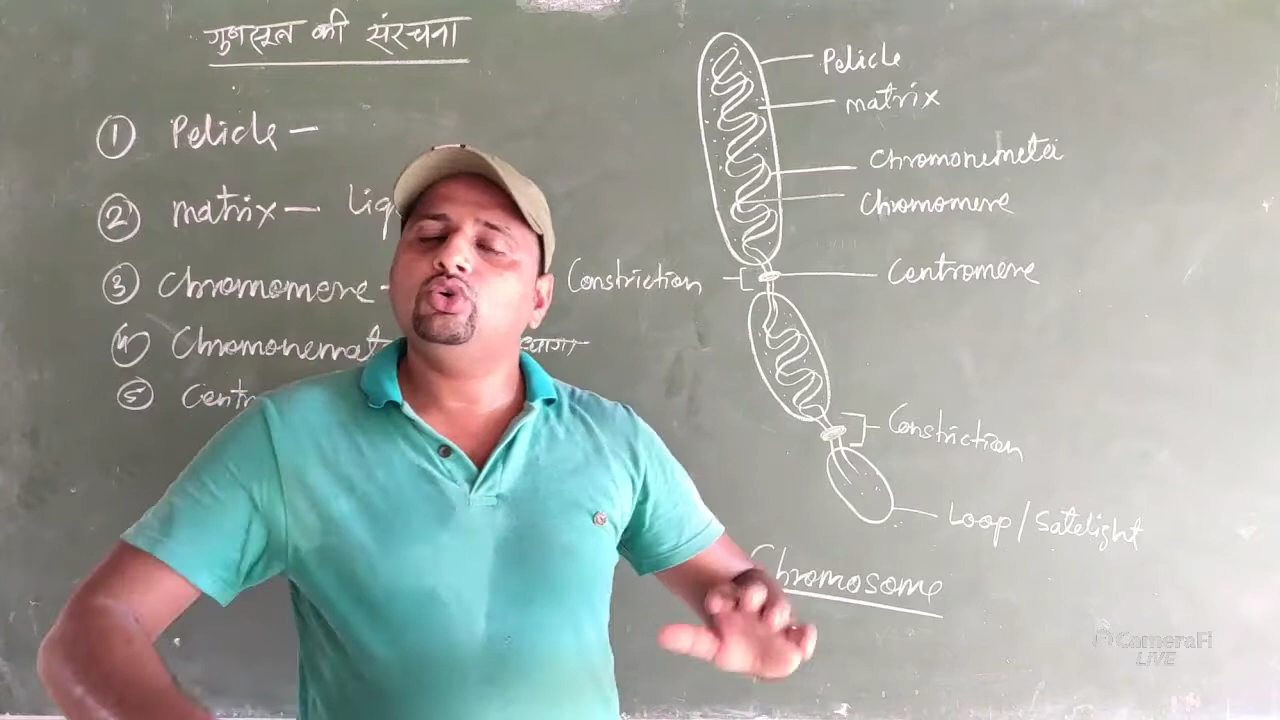 गुणसूत्र की संरचना
① Pelicle –
② matrix – Liq
③ Chromomere -
④ Chromonemat
धागा
⑤ Centr
Pelicle
matrix
Chromonemeta
Chromomere
Constriction
Centromere
Constriction
Loop / Satelight
Chromosome
CameraFi
LiVE